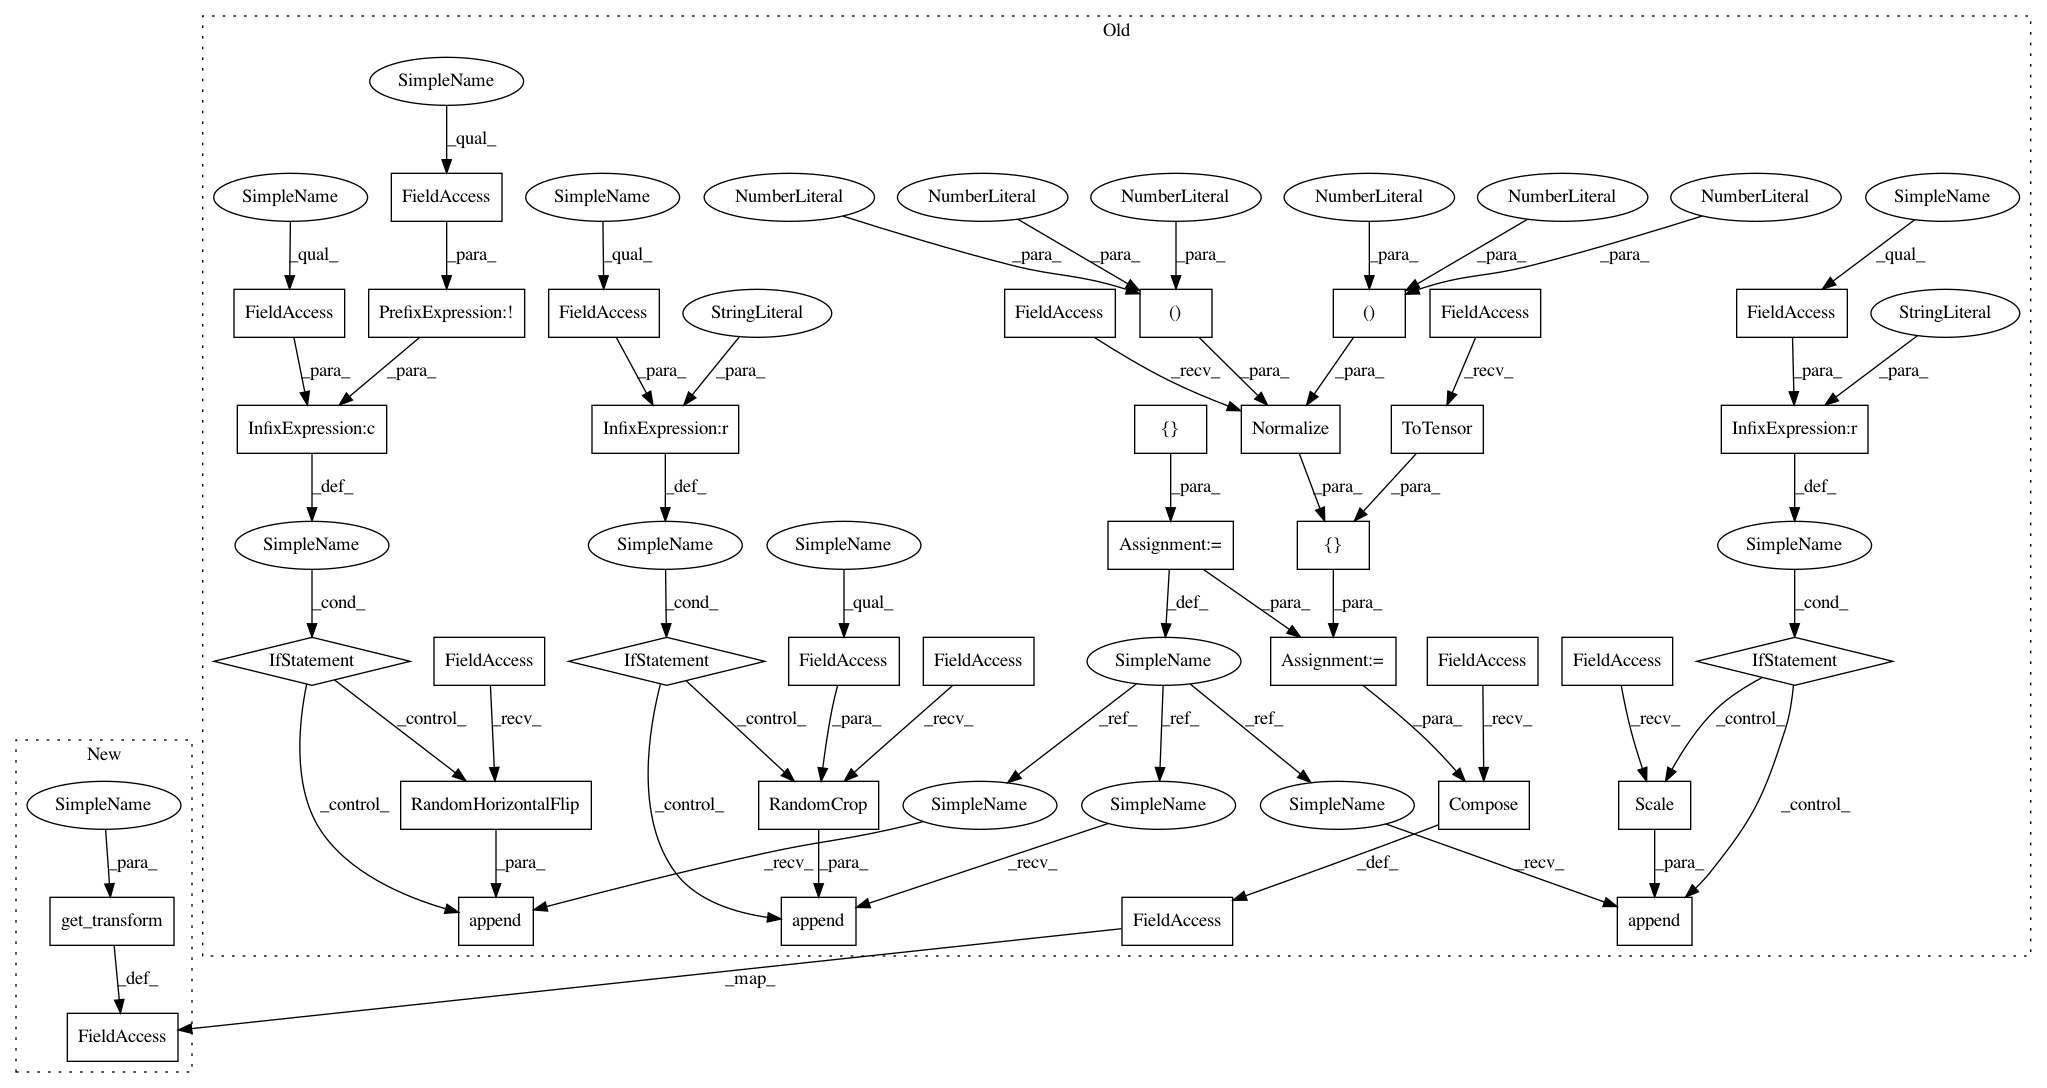 Old
SimpleName
_qual_
SimpleName
FieldAccess
SimpleName
NumberLiteral
NumberLiteral
NumberLiteral
NumberLiteral
NumberLiteral
NumberLiteral
SimpleName
_qual_
_para_
_qual_
_para_
_para_
_para_
_para_
_para_
_para_
_qual_
FieldAccess
PrefixExpression:!
FieldAccess
StringLiteral
FieldAccess
()
()
FieldAccess
FieldAccess
StringLiteral
_para_
_para_
_para_
_para_
_recv_
_para_
_para_
_recv_
_para_
_para_
InfixExpression:c
InfixExpression:r
{}
Normalize
ToTensor
InfixExpression:r
_def_
_def_
_para_
_para_
_para_
_def_
SimpleName
SimpleName
SimpleName
Assignment:=
{}
SimpleName
_cond_
_cond_
_qual_
_def_
_para_
_para_
_cond_
IfStatement
FieldAccess
IfStatement
FieldAccess
FieldAccess
SimpleName
Assignment:=
FieldAccess
FieldAccess
IfStatement
_control_
_recv_
_control_
_para_
_recv_
_ref_
_ref_
_ref_
_para_
_recv_
_recv_
_control_
New
SimpleName
_control_
RandomHorizontalFlip
_control_
RandomCrop
SimpleName
SimpleName
SimpleName
Compose
Scale
_control_
_para_
_para_
_recv_
_para_
_recv_
_def_
_recv_
_para_
get_transform
append
append
FieldAccess
append
_def_
_map_
FieldAccess